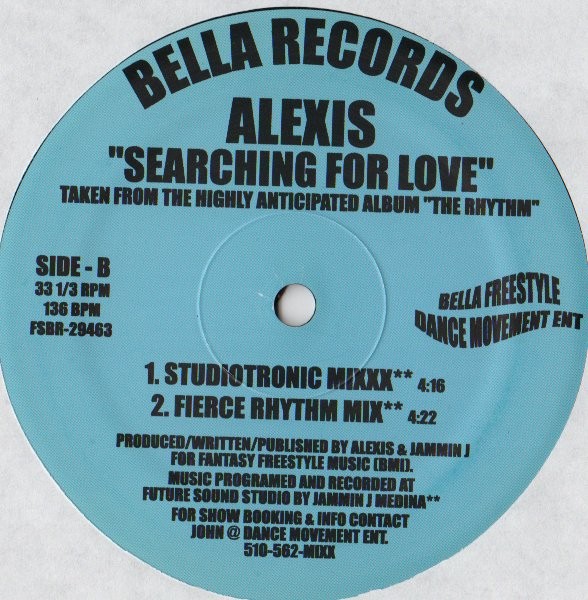 BELLA RECORDS
ALEXIS
"SEARCHING FOR LOVE"
TAKEN FROM THE HIGHLY ANTICIPATED ALBUM "THE RHYTHM"
SIDE - B
33 1/3 RPM
136 BPM
FSBR-29463
BELLA FREESTYLE
DANCE MOVEMENT ENT
1. STUDIOTRONIC MIXXX** 4:16
2. FIERCE RHYTHM MIX** 4:22
PRODUCED/WRITTEN/PUBLISHED BY ALEXIS & JAMMIN J
FOR FANTASY FREESTYLE MUSIC (BMI).
MUSIC PROGRAMED AND RECORDED AT
FUTURE SOUND STUDIO BY JAMMIN J MEDINA**
FOR SHOW BOOKING & INFO CONTACT
JOHN @ DANCE MOVEMENT ENT.
510-562-MIXX